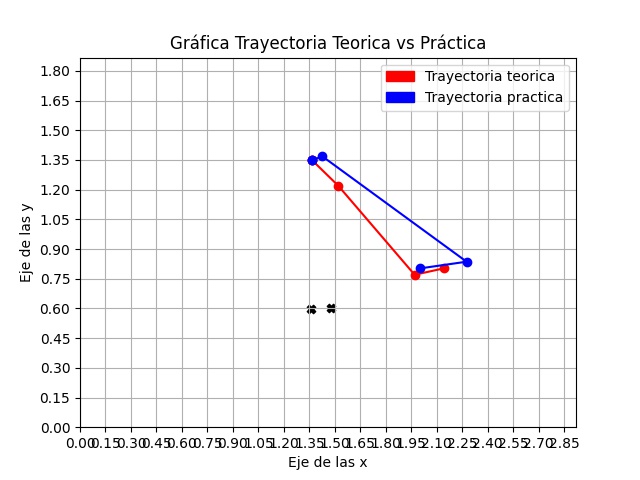 Gráfica Trayectoria Teorica vs Práctica
Trayectoria teorica
Trayectoria practica
Eje de las y
1.80
1.65
1.50
1.35
1.20
1.05
0.90
0.75
0.60
0.45
0.30
0.15
0.00
0.00 0.15 0.30 0.45 0.60 0.75 0.90 1.05 1.20 1.35 1.50 1.65 1.80 1.95 2.10 2.25 2.40 2.55 2.70 2.85
Eje de las x